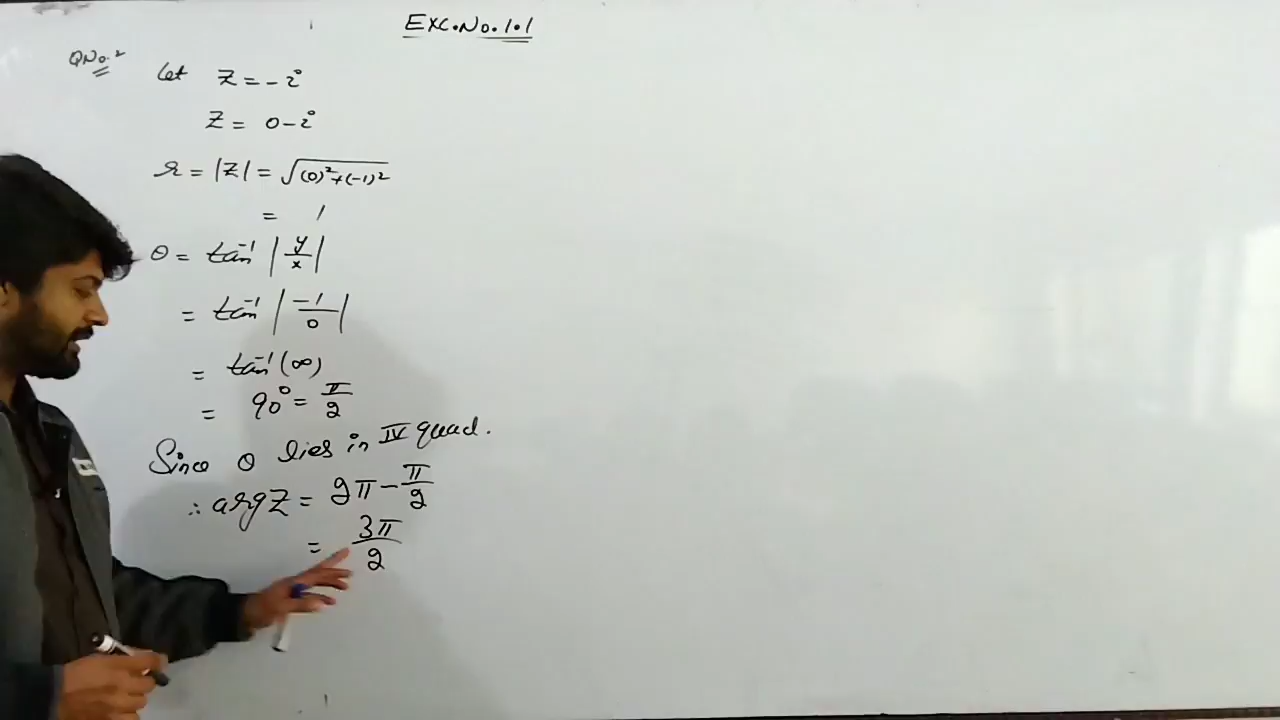 Exc.No.1.1
QNo.2
Let Z = -i
Z = 0-i
r = |Z| = √(0)²+(-1)²
= 1
θ = tan⁻¹ |y/x|
= tan⁻¹ |-1/0|
= tan⁻¹(∞)
= 90° = π/2
Since θ lies in IV quad.
∴ argZ = 2π - π/2
= 3π/2